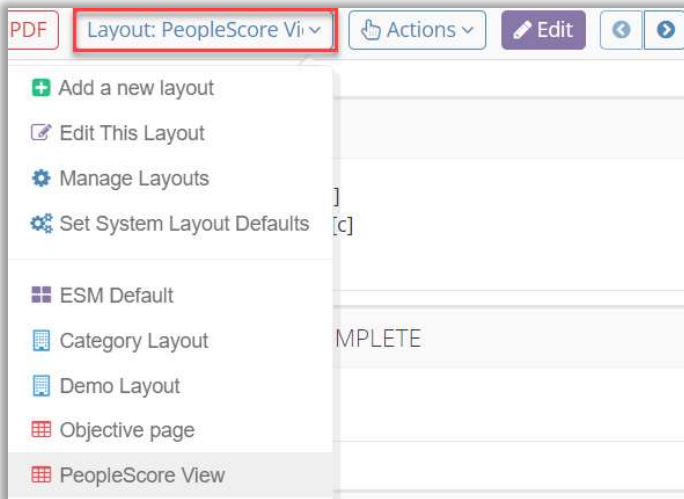 PDF
Layout: PeopleScore Vi
Actions
Edit
Add a new layout
Edit This Layout
Manage Layouts
]
Set System Layout Defaults
[c]
ESM Default
Category Layout
MPLETE
Demo Layout
Objective page
PeopleScore View